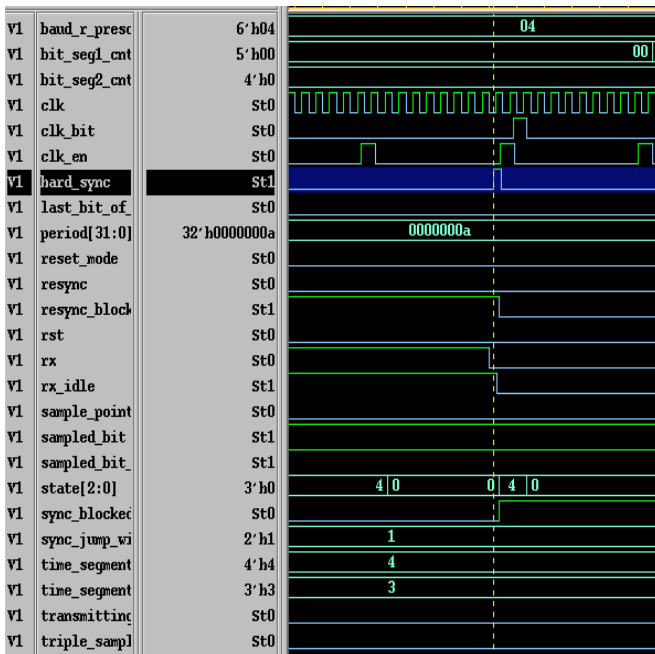 V1 baud_r_presc 6'h04 04
V1 bit_seg1_cnt 5'h00 00
V1 bit_seg2_cnt 4'h0
V1 clk St0
V1 clk_bit St0
V1 clk_en St0
V1 hard_sync St1
V1 last_bit_of_ St0
V1 period[31:0] 32'h0000000a 0000000a
V1 reset_mode St0
V1 resync St0
V1 resync_block St1
V1 rst St0
V1 rx St0
V1 rx_idle St1
V1 sample_point St0
V1 sampled_bit St1
V1 sampled_bit_ St1
V1 state[2:0] 3'h0 4 0 0 4 0
V1 sync_blocked St0
V1 sync_jump_wi 2'h1 1
V1 time_segment 4'h4 4
V1 time_segment 3'h3 3
V1 transmitting St0
V1 triple_sampl St0